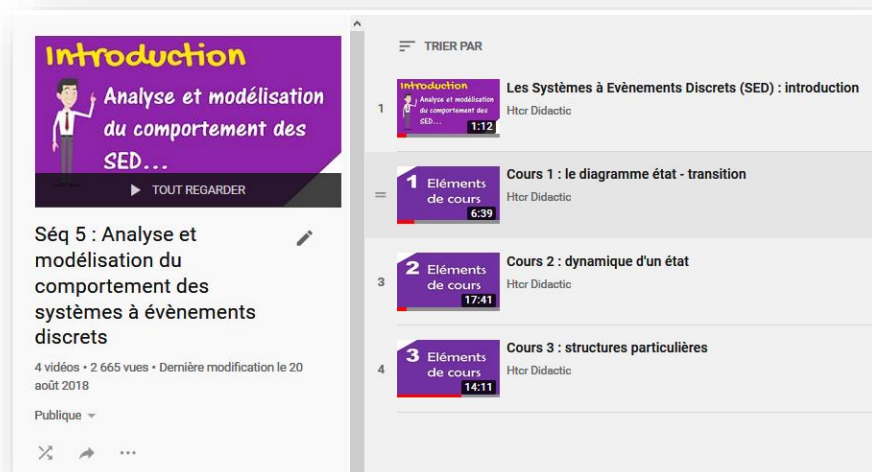 Introduction
Analyse et modélisation
du comportement des
SED...
TOUT REGARDER
Séq 5 : Analyse et
modélisation du
comportement des
systèmes à évènements
discrets
4 vidéos • 2 665 vues • Dernière modification le 20
août 2018
Publique
TRIER PAR
1
Introduction
Analyse et modélisation
du comportement des
SED...
1:12
Les Systèmes à Evènements Discrets (SED) : introduction
Htcr Didactic
1 Eléments
de cours
6:39
Cours 1 : le diagramme état - transition
Htcr Didactic
3
2 Eléments
de cours
17:41
Cours 2 : dynamique d'un état
Htcr Didactic
4
3 Eléments
de cours
14:11
Cours 3 : structures particulières
Htcr Didactic